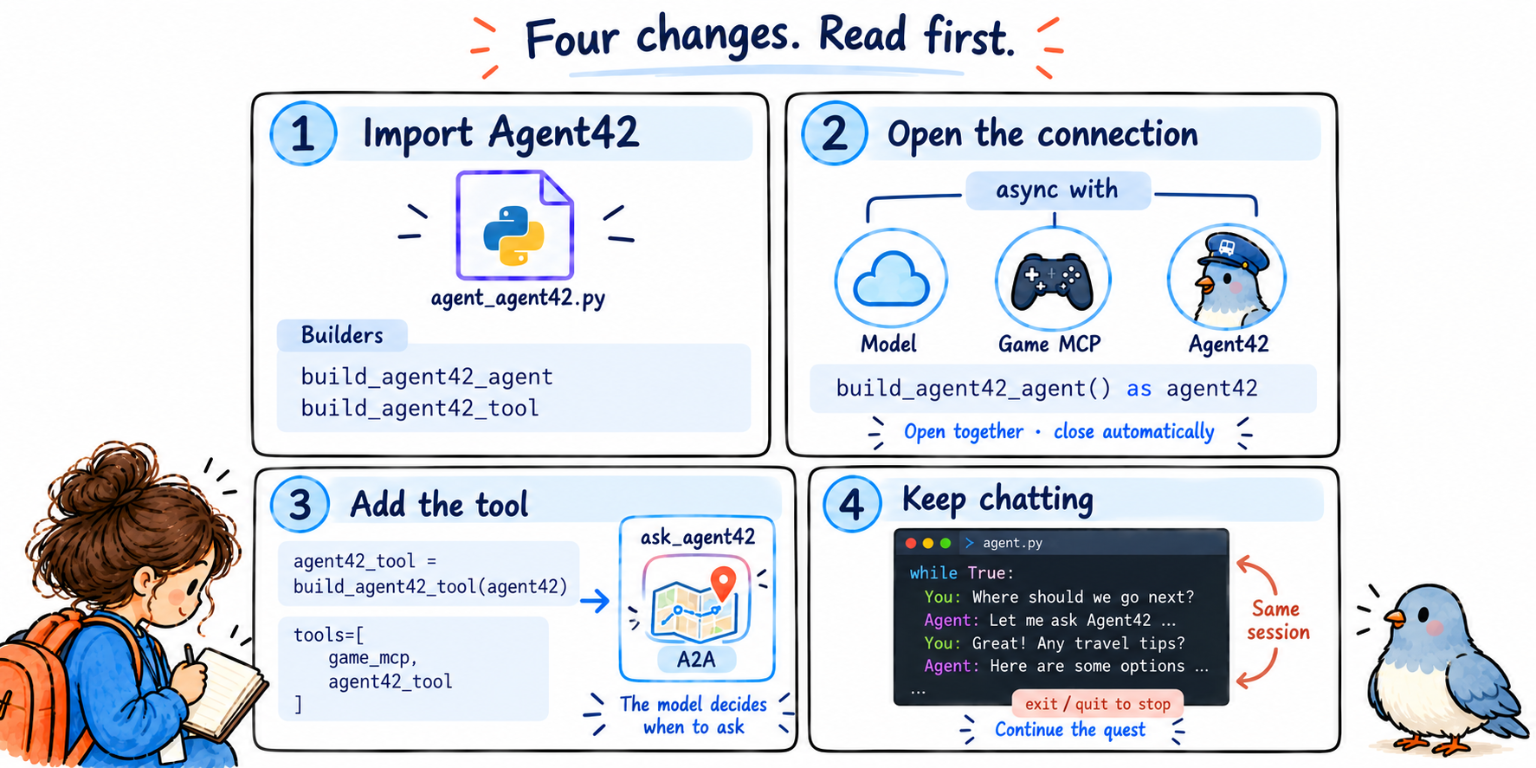 Four changes. Read first.
1 Import Agent42
agent_agent42.py
Builders
build_agent42_agent
build_agent42_tool
2 Open the connection
async with
Model
Game MCP
Agent42
build_agent42_agent() as agent42
Open together · close automatically
3 Add the tool
agent42_tool =
build_agent42_tool(agent42)
tools=[
game_mcp,
agent42_tool
]
ask_agent42
A2A
The model decides
when to ask
4 Keep chatting
> agent.py
while True:
You: Where should we go next?
Agent: Let me ask Agent42 ...
You: Great! Any travel tips?
Agent: Here are some options ...
...
exit / quit to stop
Same
session
Continue the quest